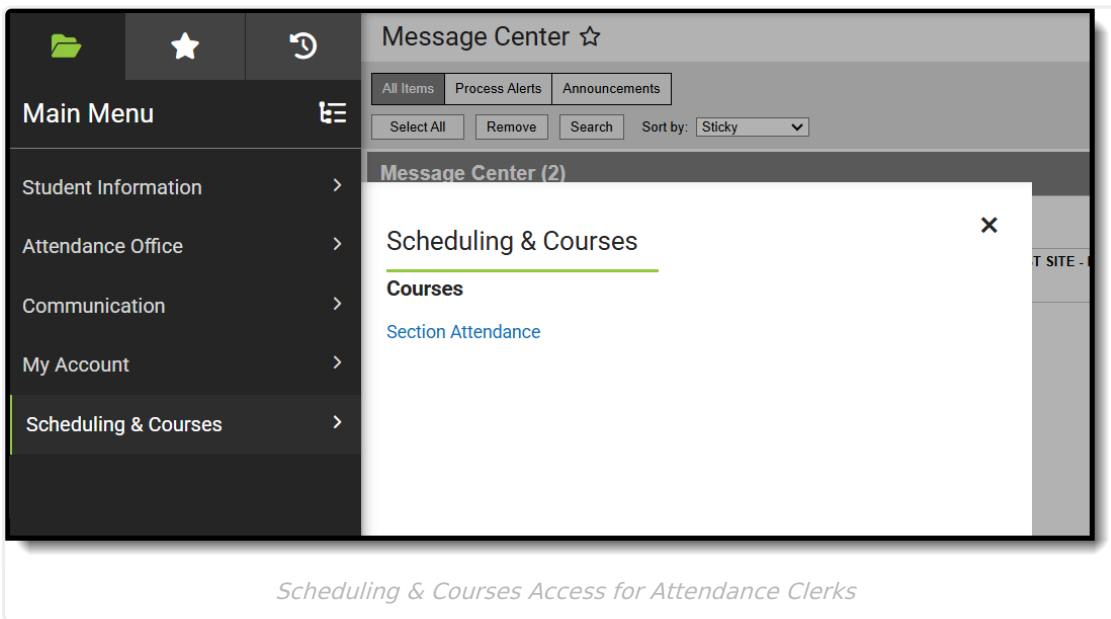 Message Center
All Items Process Alerts Announcements
Main Menu
Select All Remove Search Sort by: Sticky
Message Center (2)
Student Information
Scheduling & Courses
Attendance Office
T SITE -
Courses
Communication
Section Attendance
My Account
Scheduling & Courses
Scheduling & Courses Access for Attendance Clerks